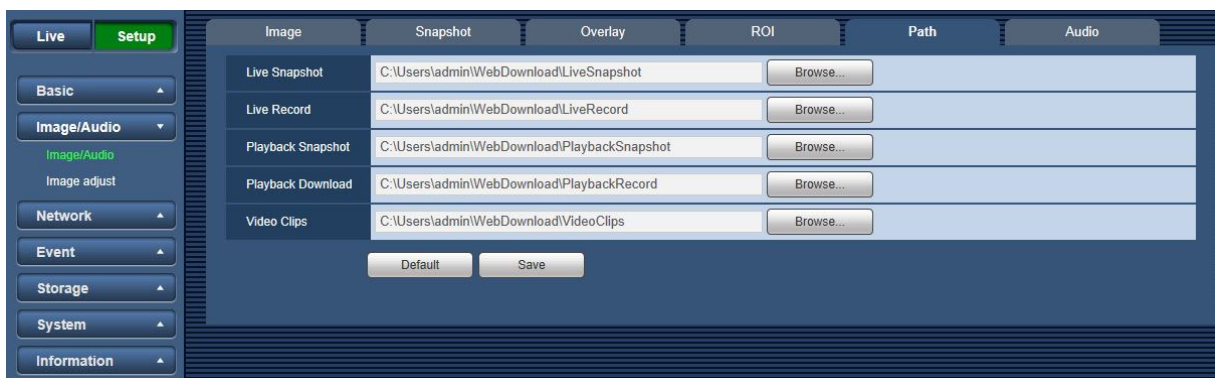 Live Setup
Image Snapshot Overlay ROI Path Audio
Basic
Image/Audio
Image/Audio
Image adjust
Network
Event
Storage
System
Information
Live Snapshot C:\Users\admin\WebDownload\LiveSnapshot Browse...
Live Record C:\Users\admin\WebDownload\LiveRecord Browse...
Playback Snapshot C:\Users\admin\WebDownload\PlaybackSnapshot Browse...
Playback Download C:\Users\admin\WebDownload\PlaybackRecord Browse...
Video Clips C:\Users\admin\WebDownload\VideoClips Browse...
Default Save